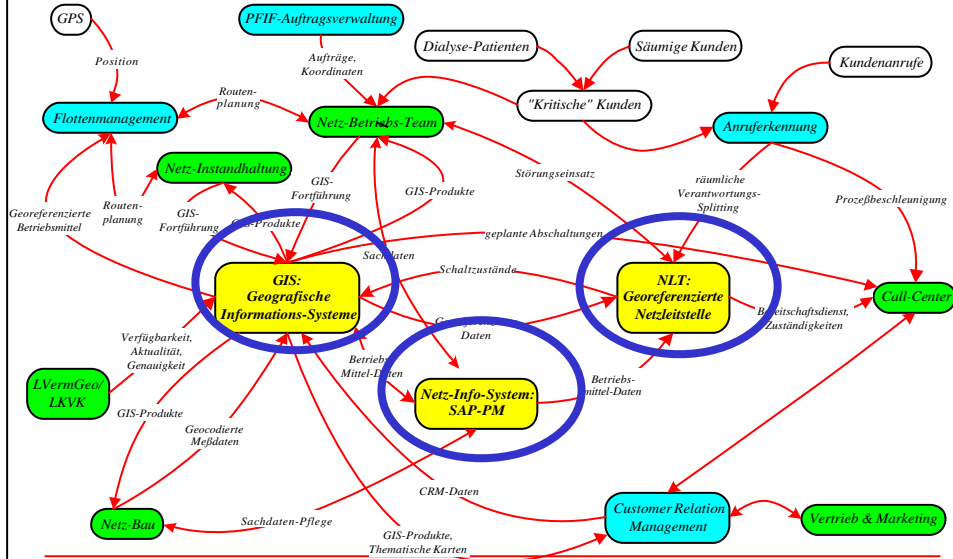 GPS
PFIF-Auftragsverwaltung
Dialyse-Patienten
Säumige Kunden
Kundenanrufe
Position
Aufträge,
Koordinaten
Routen-
planung
"Kritische" Kunden
Flottenmanagement
Netz-Betriebs-Team
Anruferkennung
Netz-Instandhaltung
Störungseinsatz
räumliche
Verantwortungs-
Splitting
Prozeßbeschleunigung
Georeferenzierte
Betriebsmittel
Routen-
planung
GIS-
Fortführung
GIS-Produkte
GIS-
Fortführung
GIS-Produkte
Sachdaten
geplante Abschaltungen
Schaltzustände
GIS:
Geografische
Informations-Systeme
NLT:
Georeferenzierte
Netzleitstelle
Call-Center
Daten
Bereitschaftsdienst,
Zuständigkeiten
Verfügbarkeit,
Aktualität,
Genauigkeit
Betriebs
Mittel-Daten
LVermGeo/
LKVK
Netz-Info-System:
SAP-PM
Betriebs-
mittel-Daten
GIS-Produkte
Geocodierte
Meßdaten
CRM-Daten
Netz-Bau
Sachdaten-Pflege
GIS-Produkte,
Thematische Karten
Customer Relation
Management
Vertrieb & Marketing